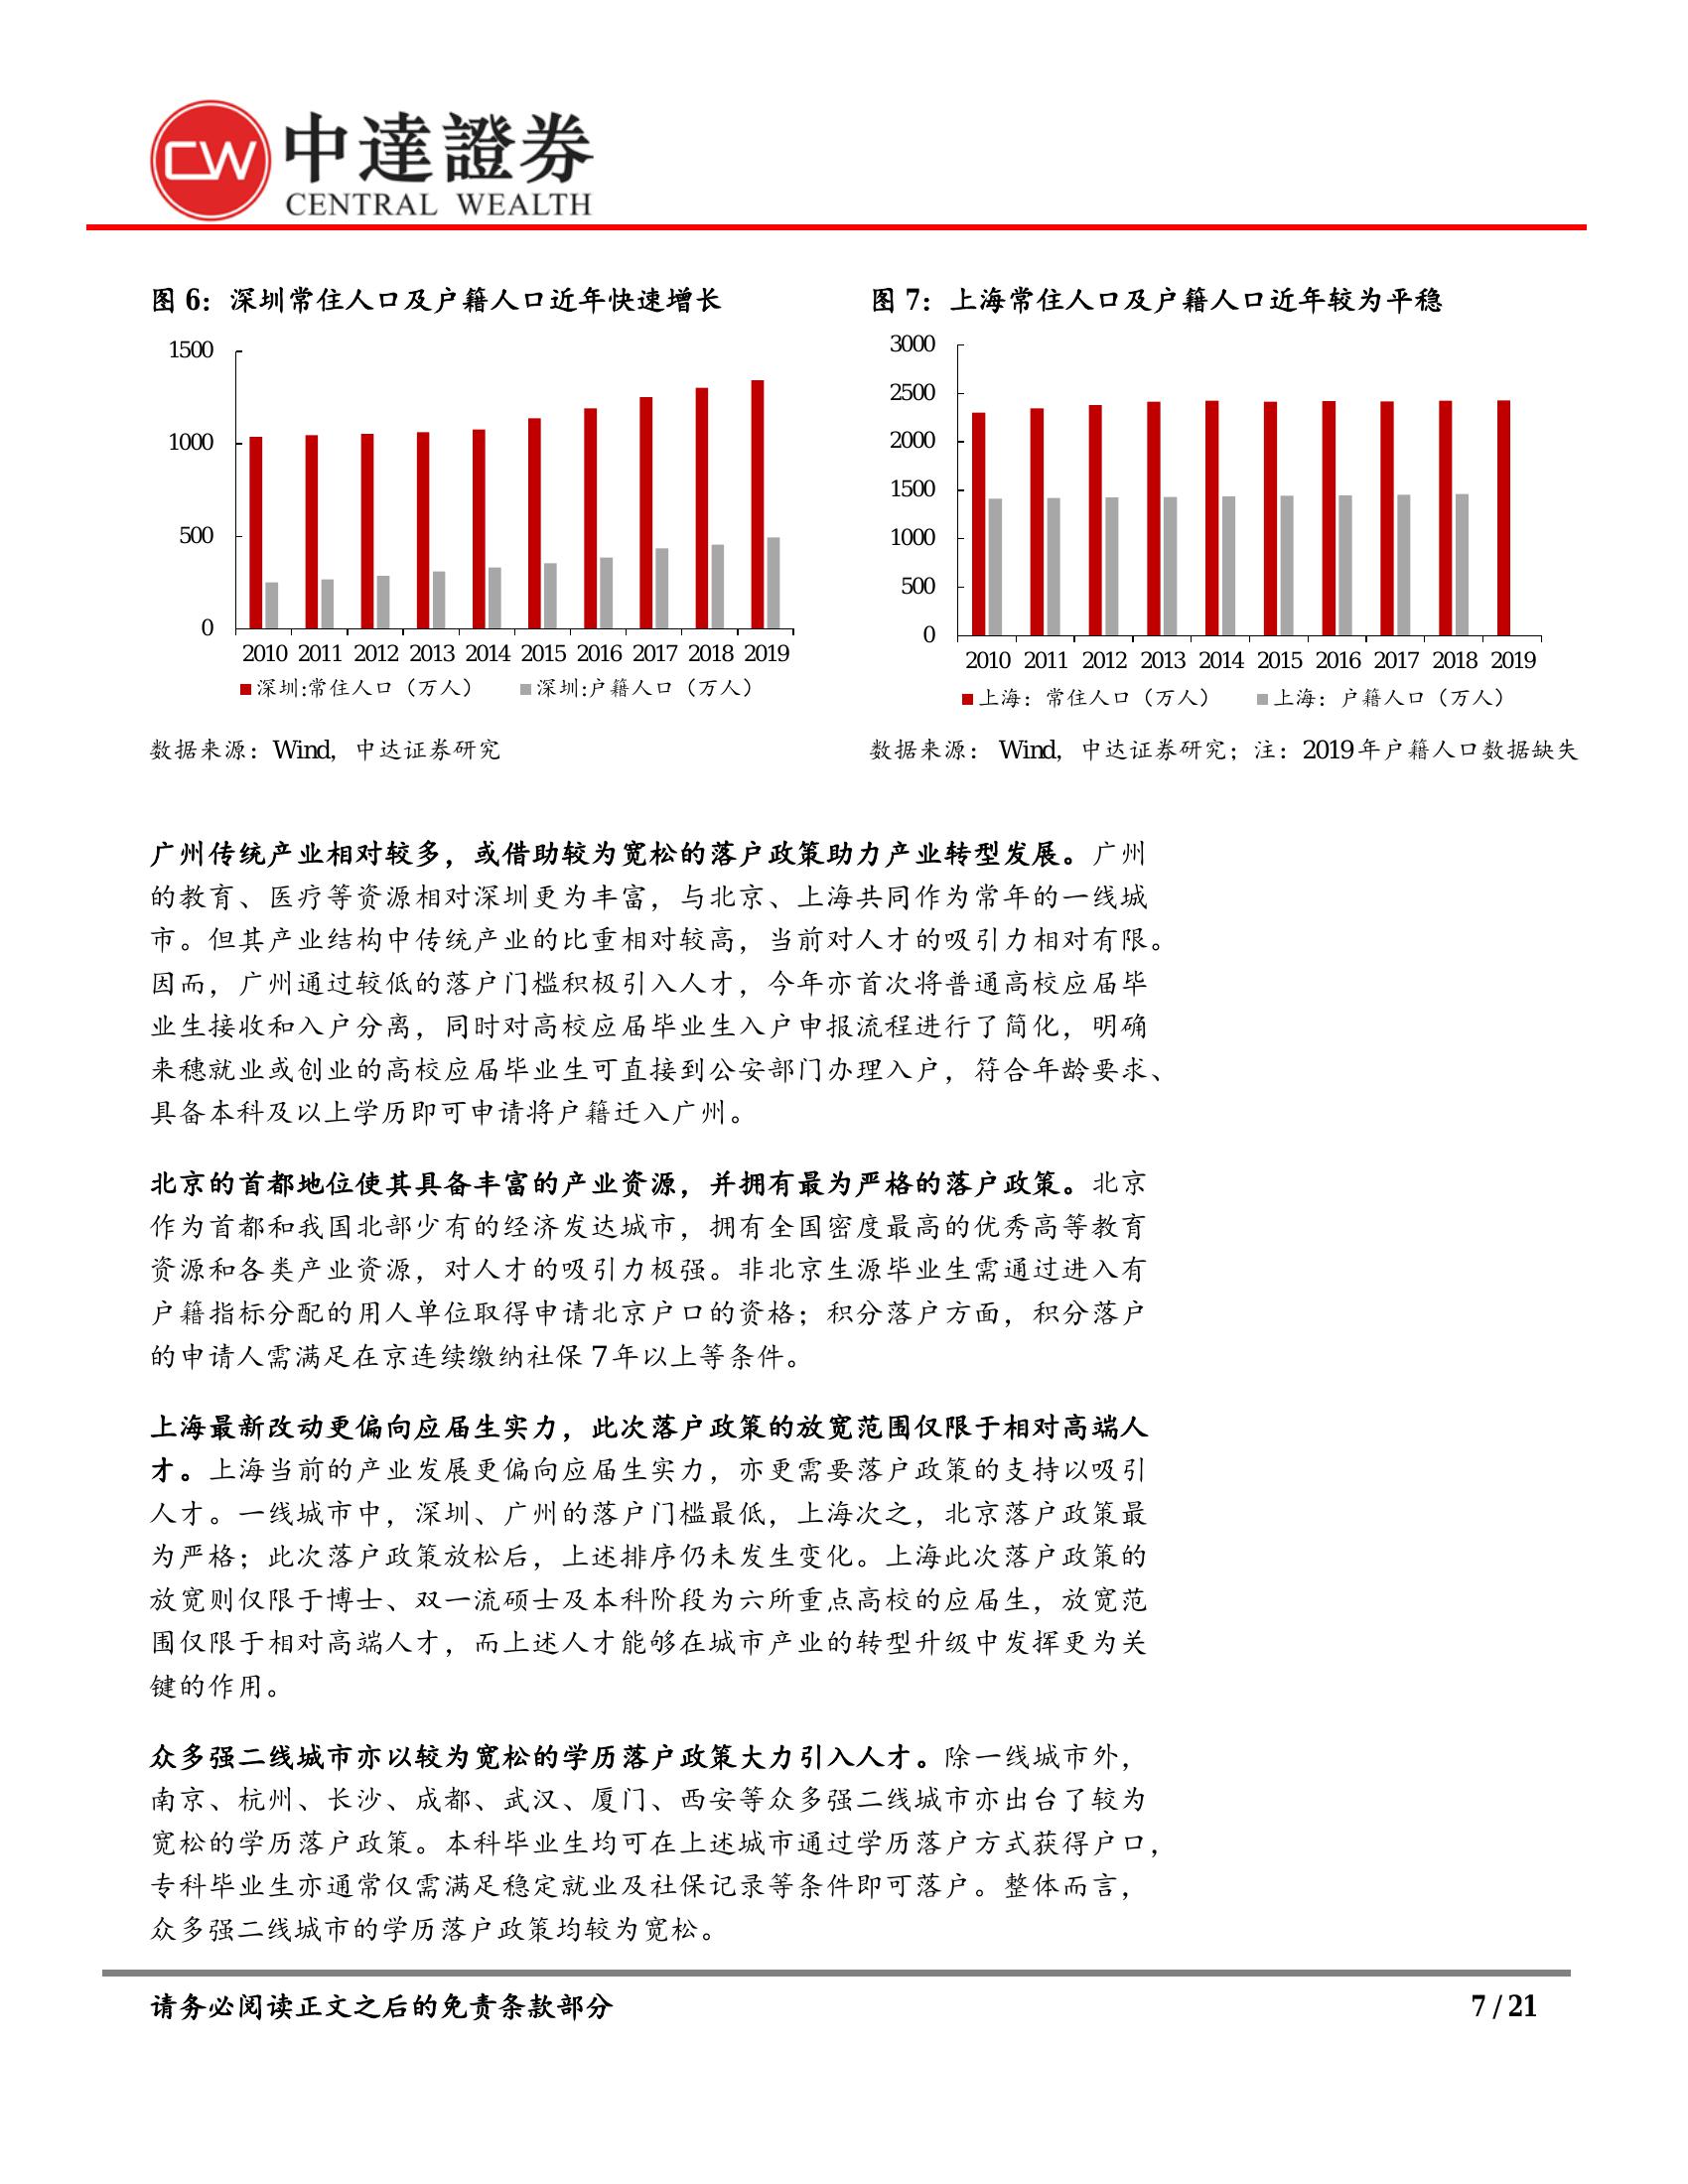 CW 中達證券
CENTRAL WEALTH
图 6：深圳常住人口及户籍人口近年快速增长
1500
1000
500
0
2010 2011 2012 2013 2014 2015 2016 2017 2018 2019
深圳:常住人口（万人） 深圳:户籍人口（万人）
数据来源：Wind，中达证券研究
图 7：上海常住人口及户籍人口近年较为平稳
3000
2500
2000
1500
1000
500
0
2010 2011 2012 2013 2014 2015 2016 2017 2018 2019
上海：常住人口（万人） 上海：户籍人口（万人）
数据来源： Wind，中达证券研究；注：2019年户籍人口数据缺失
广州传统产业相对较多，或借助较为宽松的落户政策助力产业转型发展。广州
的教育、医疗等资源相对深圳更为丰富，与北京、上海共同作为常年的一线城
市。但其产业结构中传统产业的比重相对较高，当前对人才的吸引力相对有限。
因而，广州通过较低的落户门槛积极引入人才，今年亦首次将普通高校应届毕
业生接收和入户分离，同时对高校应届毕业生入户申报流程进行了简化，明确
来穗就业或创业的高校应届毕业生可直接到公安部门办理入户，符合年龄要求、
具备本科及以上学历即可申请将户籍迁入广州。
北京的首都地位使其具备丰富的产业资源，并拥有最为严格的落户政策。北京
作为首都和我国北部少有的经济发达城市，拥有全国密度最高的优秀高等教育
资源和各类产业资源，对人才的吸引力极强。非北京生源毕业生需通过进入有
户籍指标分配的用人单位取得申请北京户口的资格；积分落户方面，积分落户
的申请人需满足在京连续缴纳社保 7 年以上等条件。
上海最新改动更偏向应届生实力，此次落户政策的放宽范围仅限于相对高端人
才。上海当前的产业发展更偏向应届生实力，亦更需要落户政策的支持以吸引
人才。一线城市中，深圳、广州的落户门槛最低，上海次之，北京落户政策最
为严格；此次落户政策放松后，上述排序仍未发生变化。上海此次落户政策的
放宽则仅限于博士、双一流硕士及本科阶段为六所重点高校的应届生，放宽范
围仅限于相对高端人才，而上述人才能够在城市产业的转型升级中发挥更为关
键的作用。
众多强二线城市亦以较为宽松的学历落户政策大力引入人才。除一线城市外，
南京、杭州、长沙、成都、武汉、厦门、西安等众多强二线城市亦出台了较为
宽松的学历落户政策。本科毕业生均可在上述城市通过学历落户方式获得户口，
专科毕业生亦通常仅需满足稳定就业及社保记录等条件即可落户。整体而言，
众多强二线城市的学历落户政策均较为宽松。
请务必阅读正文之后的免责条款部分
7 / 21